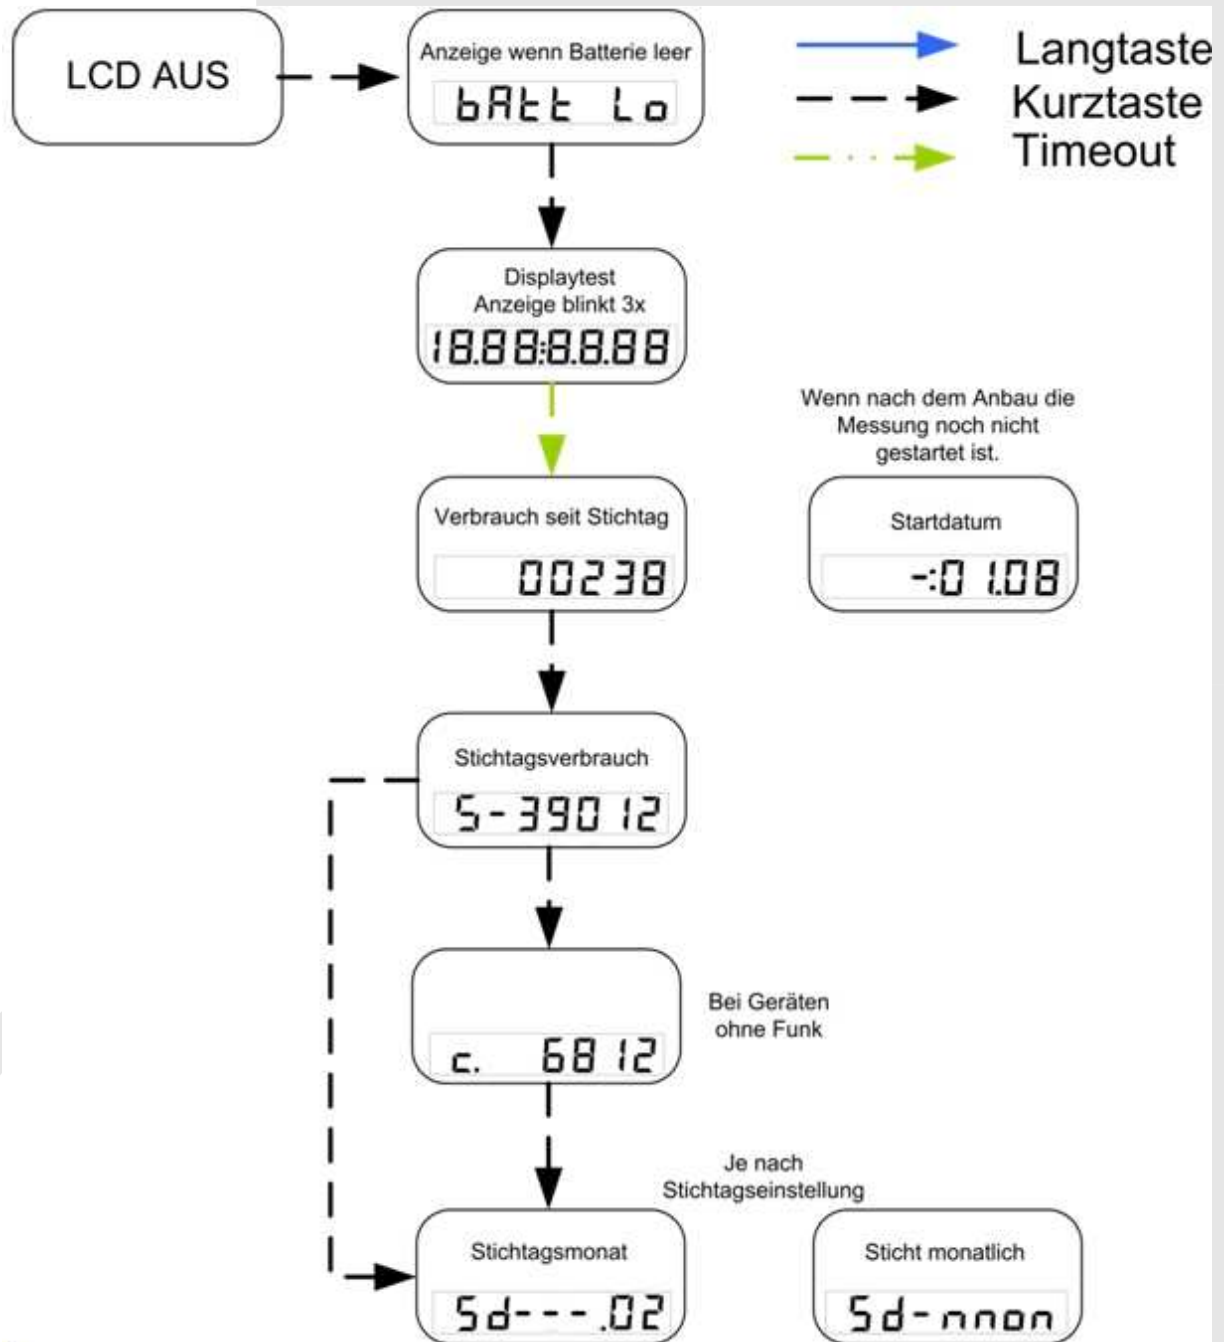 LCD AUS
Anzeige wenn Batterie leer
bAtt Lo
Langtaste
Kurztaste
Timeout
Displaytest
Anzeige blinkt 3x
18.88:8.8.88
Wenn nach dem Anbau die
Messung noch nicht
gestartet ist.
Verbrauch seit Stichtag
00238
Startdatum
-:01.08
Stichtagsverbrauch
S-39012
c. 6812
Bei Geräten
ohne Funk
Je nach
Stichtagseinstellung
Stichtagsmonat
Sd---.02
Sticht monatlich
Sd-nnon